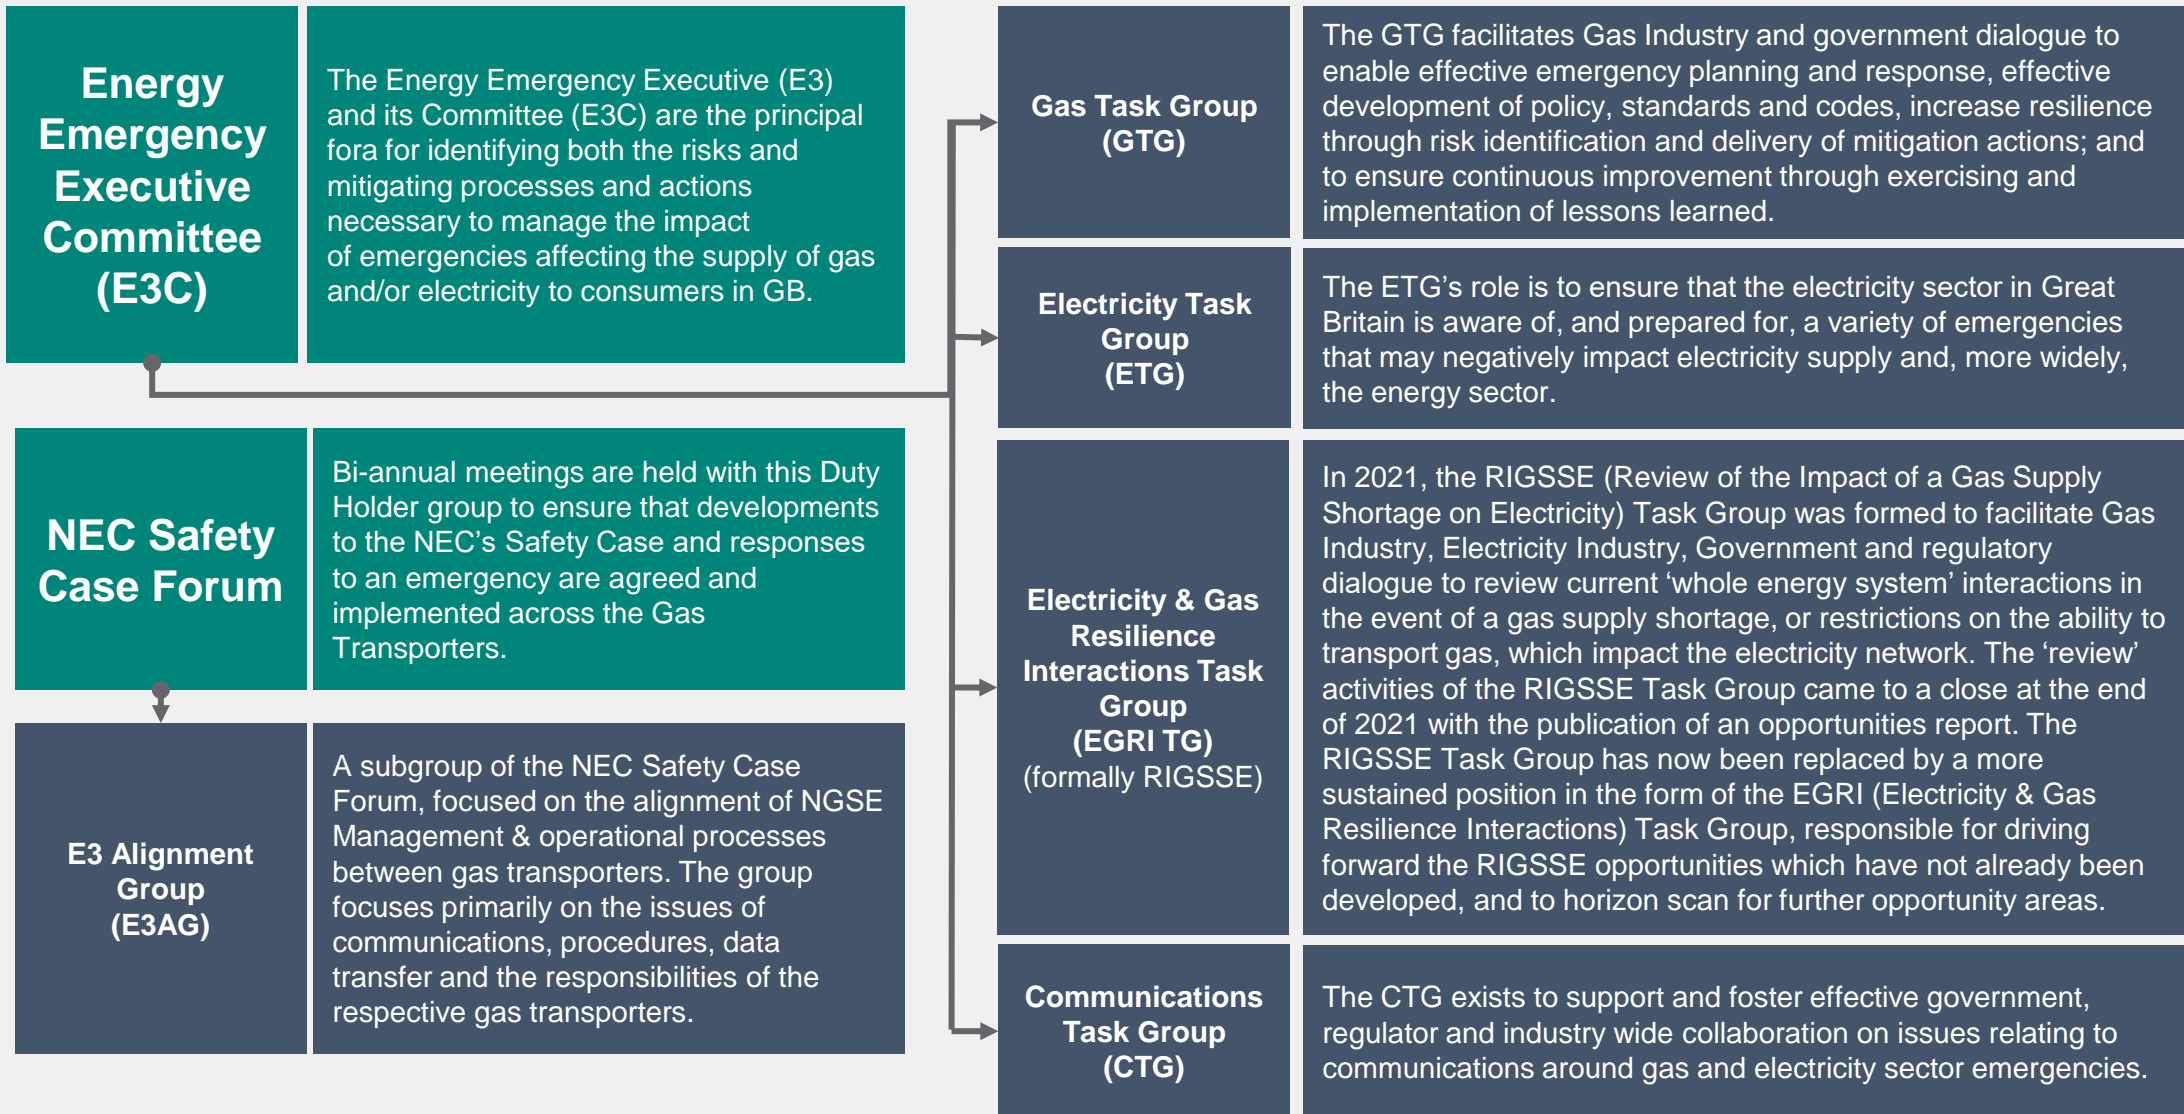 Energy
Emergency
Executive
Committee
(E3C)
The Energy Emergency Executive (E3)
and its Committee (E3C) are the principal
fora for identifying both the risks and
mitigating processes and actions
necessary to manage the impact
of emergencies affecting the supply of gas
and/or electricity to consumers in GB.
NEC Safety
Case Forum
Bi-annual meetings are held with this Duty
Holder group to ensure that developments
to the NEC’s Safety Case and responses
to an emergency are agreed and
implemented across the Gas
Transporters.
E3 Alignment
Group
(E3AG)
A subgroup of the NEC Safety Case
Forum, focused on the alignment of NGSE
Management & operational processes
between gas transporters. The group
focuses primarily on the issues of
communications, procedures, data
transfer and the responsibilities of the
respective gas transporters.
Gas Task Group
(GTG)
The GTG facilitates Gas Industry and government dialogue to
enable effective emergency planning and response, effective
development of policy, standards and codes, increase resilience
through risk identification and delivery of mitigation actions; and
to ensure continuous improvement through exercising and
implementation of lessons learned.
Electricity Task
Group
(ETG)
The ETG’s role is to ensure that the electricity sector in Great
Britain is aware of, and prepared for, a variety of emergencies
that may negatively impact electricity supply and, more widely,
the energy sector.
Electricity & Gas
Resilience
Interactions Task
Group
(EGRI TG)
(formally RIGSSE)
In 2021, the RIGSSE (Review of the Impact of a Gas Supply
Shortage on Electricity) Task Group was formed to facilitate Gas
Industry, Electricity Industry, Government and regulatory
dialogue to review current ‘whole energy system’ interactions in
the event of a gas supply shortage, or restrictions on the ability to
transport gas, which impact the electricity network. The ‘review’
activities of the RIGSSE Task Group came to a close at the end
of 2021 with the publication of an opportunities report. The
RIGSSE Task Group has now been replaced by a more
sustained position in the form of the EGRI (Electricity & Gas
Resilience Interactions) Task Group, responsible for driving
forward the RIGSSE opportunities which have not already been
developed, and to horizon scan for further opportunity areas.
Communications
Task Group
(CTG)
The CTG exists to support and foster effective government,
regulator and industry wide collaboration on issues relating to
communications around gas and electricity sector emergencies.